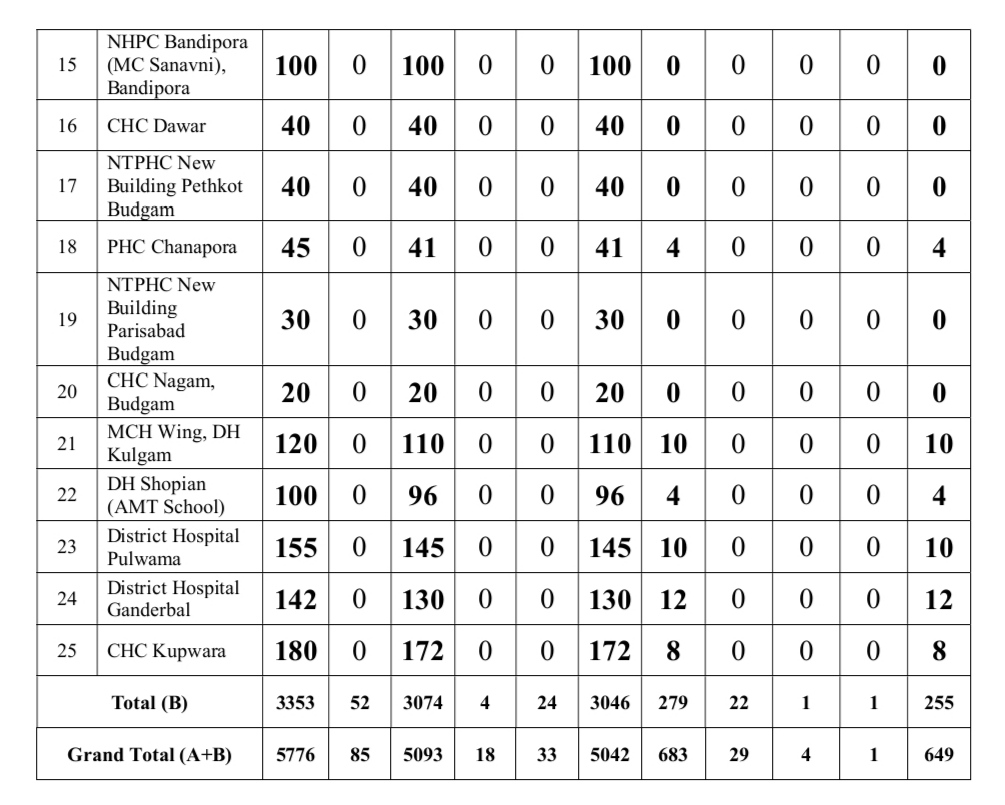 15 NHPC Bandipora (MC Sanavni), Bandipora 100 0 100 0 0 100 0 0 0 0 0
16 CHC Dawar 40 0 40 0 0 40 0 0 0 0 0
17 NTPHC New Building Pethkot Budgam 40 0 40 0 0 40 0 0 0 0 0
18 PHC Chanapora 45 0 41 0 0 41 4 0 0 0 4
19 NTPHC New Building Parisabad Budgam 30 0 30 0 0 30 0 0 0 0 0
20 CHC Nagam, Budgam 20 0 20 0 0 20 0 0 0 0 0
21 MCH Wing, DH Kulgam 120 0 110 0 0 110 10 0 0 0 10
22 DH Shopian (AMT School) 100 0 96 0 0 96 4 0 0 0 4
23 District Hospital Pulwama 155 0 145 0 0 145 10 0 0 0 10
24 District Hospital Ganderbal 142 0 130 0 0 130 12 0 0 0 12
25 CHC Kupwara 180 0 172 0 0 172 8 0 0 0 8
Total (B) 3353 52 3074 4 24 3046 279 22 1 1 255
Grand Total (A+B) 5776 85 5093 18 33 5042 683 29 4 1 649